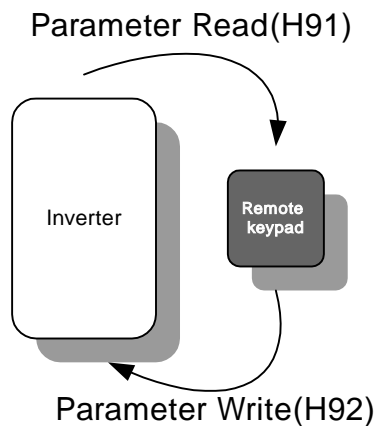 Parameter Read(H91)
Inverter
Remote
keypad
Parameter Write(H92)